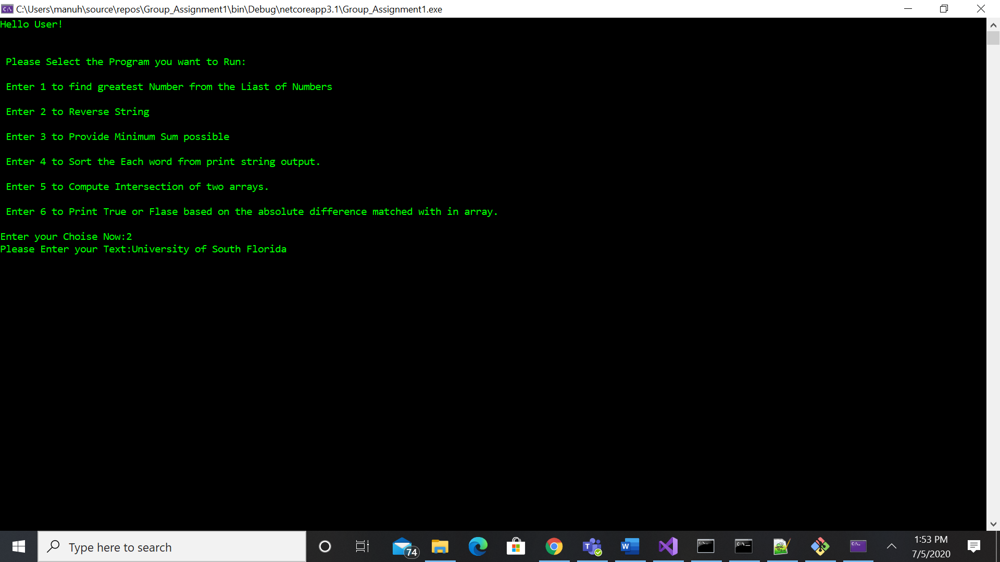 C:\Users\manuh\source\repos\Group_Assignment1\bin\Debug\netcoreapp3.1\Group_Assignment1.exe
Hello User!
Please Select the Program you want to Run:
Enter 1 to find greatest Number from the Liast of Numbers
Enter 2 to Reverse String
Enter 3 to Provide Minimum Sum possible
Enter 4 to Sort the Each word from print string output.
Enter 5 to Compute Intersection of two arrays.
Enter 6 to Print True or Flase based on the absolute difference matched with in array.
Enter your Choise Now:2
Please Enter your Text:University of South Florida
Type here to search
74
1:53 PM
7/5/2020